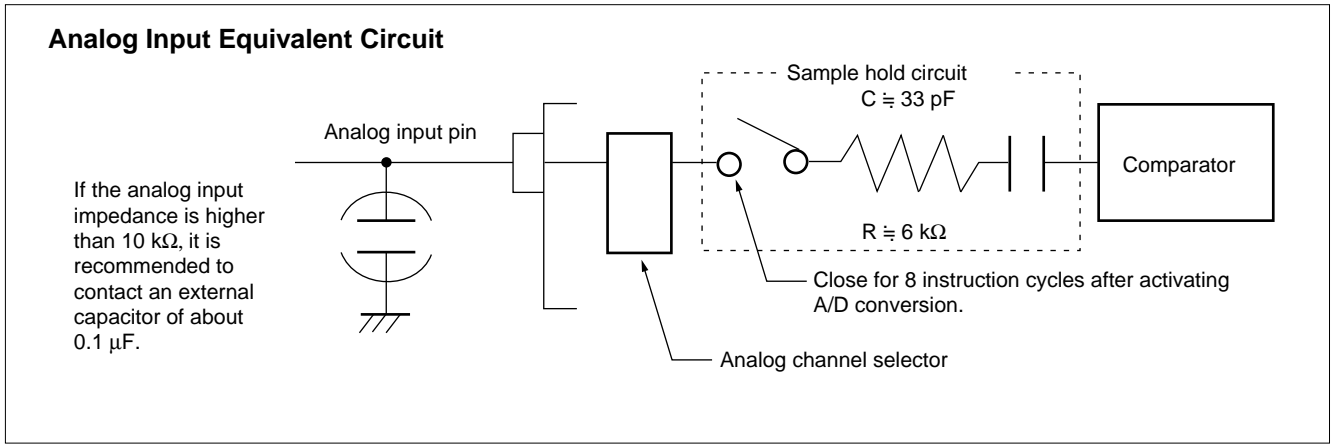 Analog Input Equivalent Circuit
Sample hold circuit
C ≒ 33 pF
Analog input pin
Comparator
If the analog input
impedance is higher
than 10 kΩ, it is
recommended to
contact an external
capacitor of about
0.1 μF.
R ≒ 6 kΩ
Close for 8 instruction cycles after activating
A/D conversion.
Analog channel selector